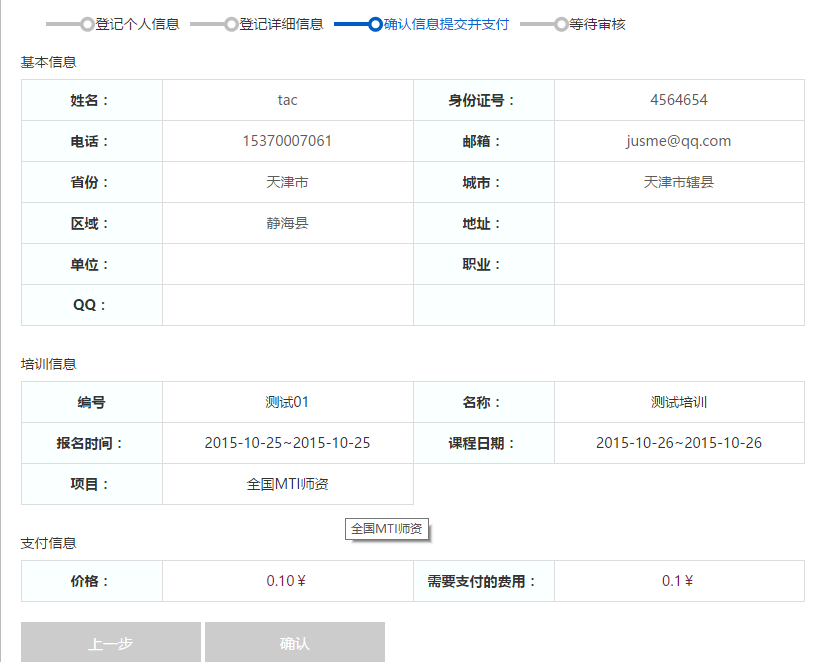 登记个人信息 登记详细信息 确认信息提交并支付 等待审核
基本信息
姓名： tac 身份证号： 4564654
电话： 15370007061 邮箱： jusme@qq.com
省份： 天津市 城市： 天津市辖县
区域： 静海县 地址：
单位： 职业：
QQ：
培训信息
编号 测试01 名称： 测试培训
报名时间： 2015-10-25~2015-10-25 课程日期： 2015-10-26~2015-10-26
项目： 全国MTI师资
全国MTI师资
支付信息
价格： 0.10￥ 需要支付的费用： 0.1￥
上一步 确认